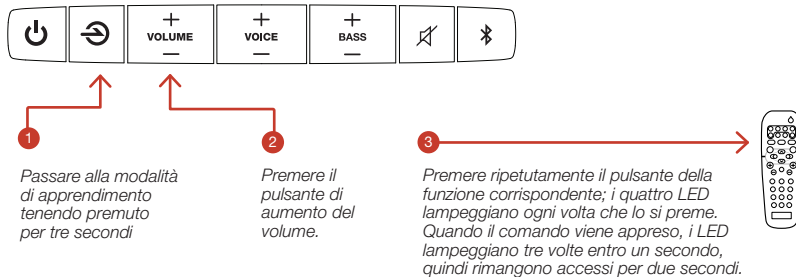 + + +
VOLUME VOICE BASS
— — —
1
Passare alla modalità
di apprendimento
tenendo premuto
per tre secondi
2
Premere il
pulsante di
aumento del
volume.
3
Premere ripetutamente il pulsante della
funzione corrispondente; i quattro LED
lampeggiano ogni volta che lo si preme.
Quando il comando viene appreso, i LED
lampeggiano tre volte entro un secondo,
quindi rimangono accessi per due secondi.